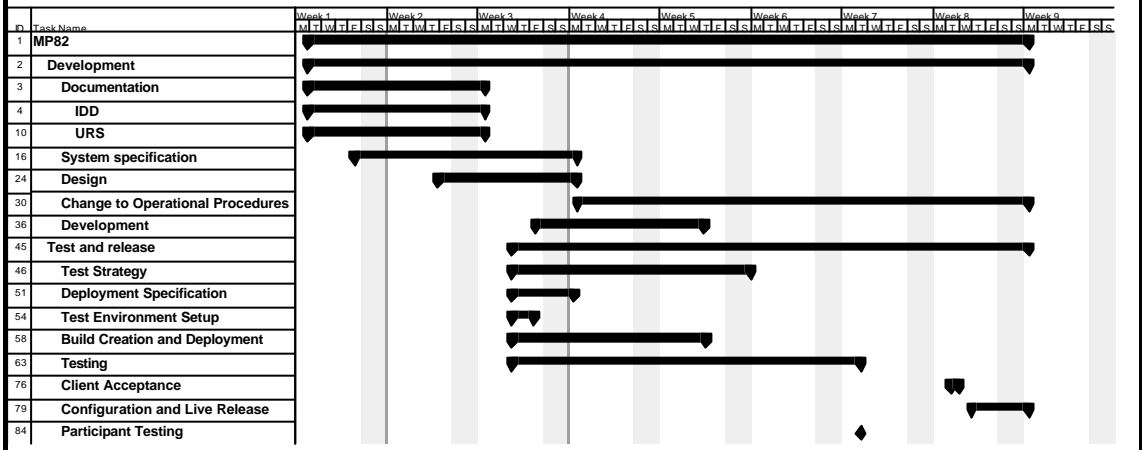 Week 1 Week 2 Week 3 Week 4 Week 5 Week 6 Week 7 Week 8 Week 9
ID Task Name M T W T F S S M T W T F S S M T W T F S S M T W T F S S M T W T F S S M T W T F S S M T W T F S S M T W T F S S M T W T F S S
1 MP82
2 Development
3 Documentation
4 IDD
10 URS
16 System specification
24 Design
30 Change to Operational Procedures
36 Development
45 Test and release
46 Test Strategy
51 Deployment Specification
54 Test Environment Setup
58 Build Creation and Deployment
63 Testing
76 Client Acceptance
79 Configuration and Live Release
84 Participant Testing